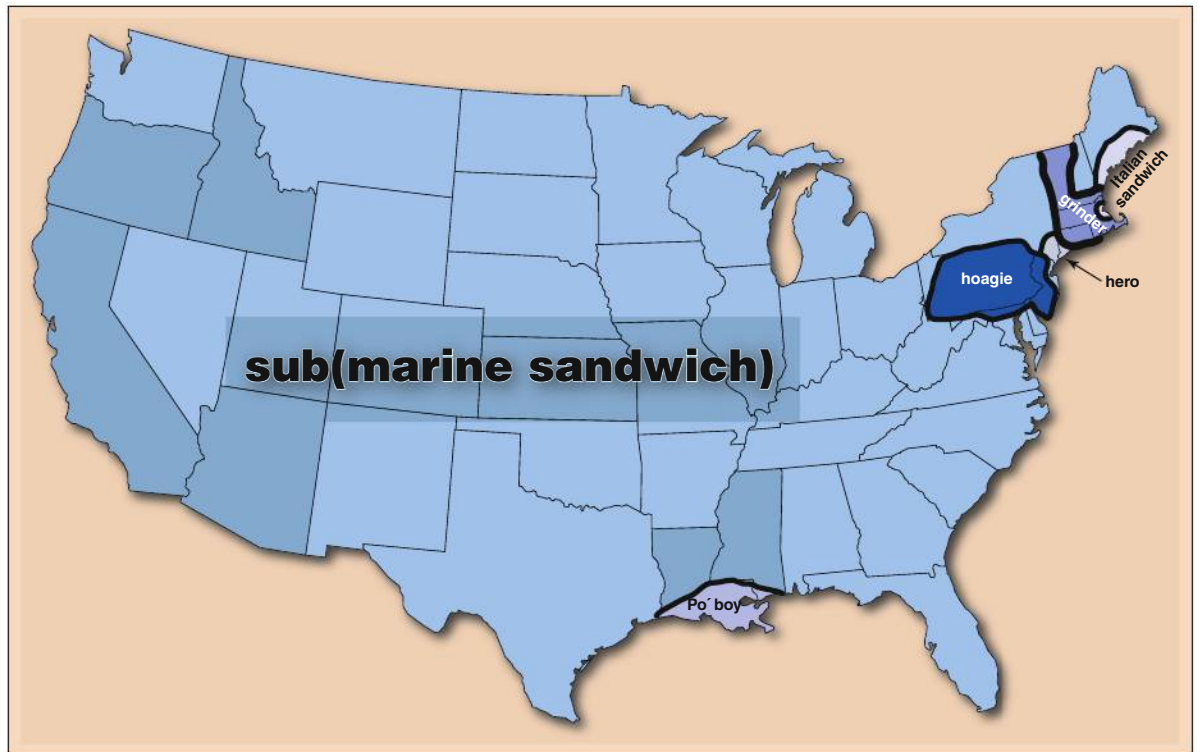 Italian
sandwich
grinder
hoagie
hero
sub(marine sandwich)
Po´ boy